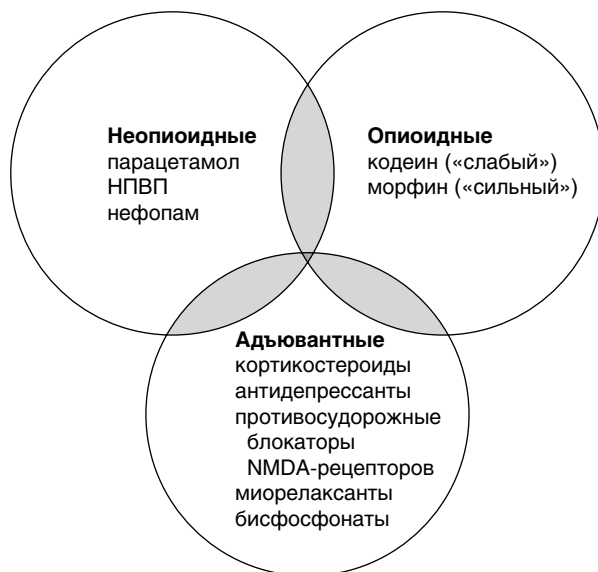 Неопиоидные
парацетамол
НПВП
нефопам
Опиоидные
кодеин («слабый»)
морфин («сильный»)
Адъювантные
кортикостероиды
антидепрессанты
противосудорожные
блокаторы
NMDA-рецепторов
миорелаксанты
бисфосфонаты